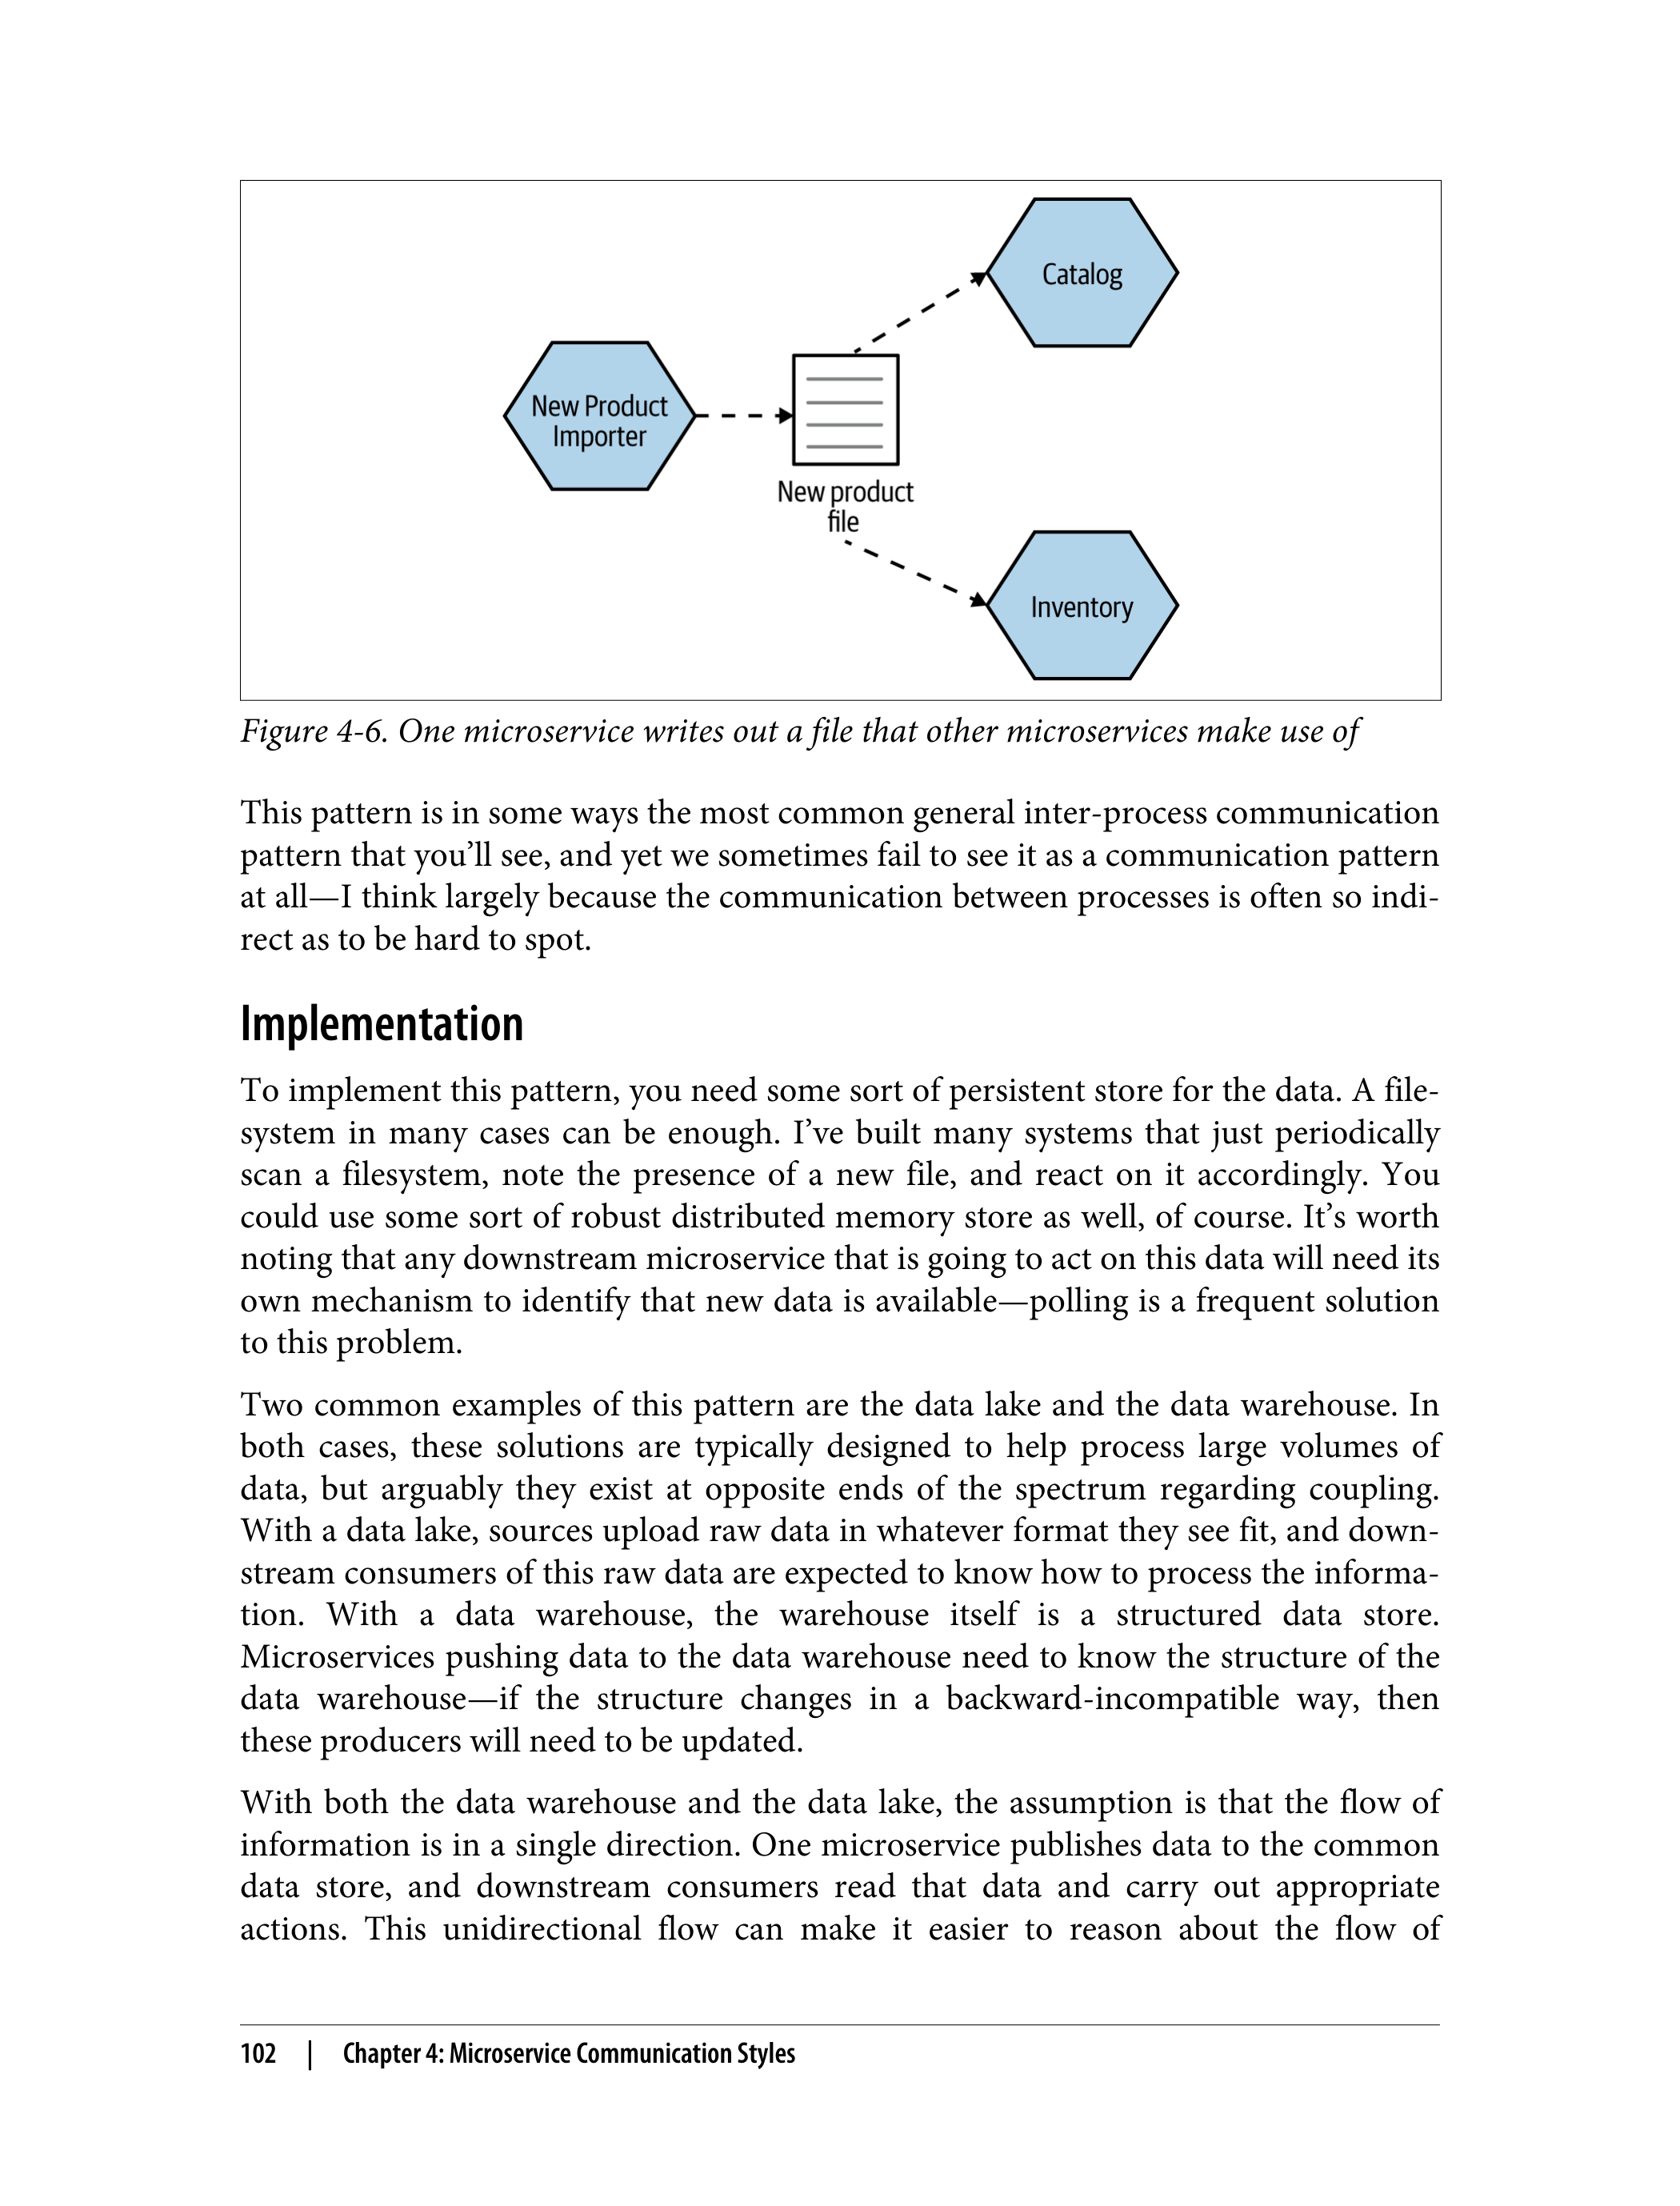 Catalog
New Product
Importer
New product
file
Inventory
Figure 4-6. One microservice writes out a file that other microservices make use of
This pattern is in some ways the most common general inter-process communication
pattern that you’ll see, and yet we sometimes fail to see it as a communication pattern
at all—I think largely because the communication between processes is often so indi-
rect as to be hard to spot.
Implementation
To implement this pattern, you need some sort of persistent store for the data. A file-
system in many cases can be enough. I’ve built many systems that just periodically
scan a filesystem, note the presence of a new file, and react on it accordingly. You
could use some sort of robust distributed memory store as well, of course. It’s worth
noting that any downstream microservice that is going to act on this data will need its
own mechanism to identify that new data is available—polling is a frequent solution
to this problem.
Two common examples of this pattern are the data lake and the data warehouse. In
both cases, these solutions are typically designed to help process large volumes of
data, but arguably they exist at opposite ends of the spectrum regarding coupling.
With a data lake, sources upload raw data in whatever format they see fit, and down-
stream consumers of this raw data are expected to know how to process the informa-
tion. With a data warehouse, the warehouse itself is a structured data store.
Microservices pushing data to the data warehouse need to know the structure of the
data warehouse—if the structure changes in a backward-incompatible way, then
these producers will need to be updated.
With both the data warehouse and the data lake, the assumption is that the flow of
information is in a single direction. One microservice publishes data to the common
data store, and downstream consumers read that data and carry out appropriate
actions. This unidirectional flow can make it easier to reason about the flow of
102 | Chapter 4: Microservice Communication Styles